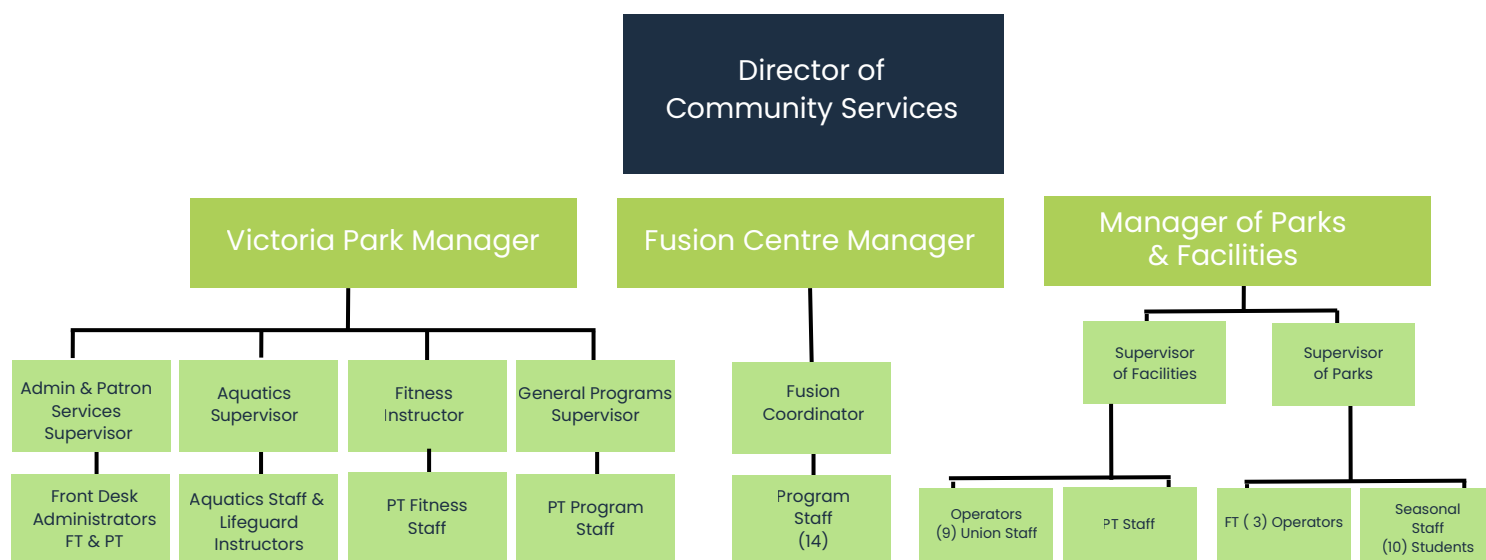 Director of
Community Services
Victoria Park Manager
Fusion Centre Manager
Manager of Parks
& Facilities
Supervisor
of Facilities
Supervisor
of Parks
Admin & Patron
Services
Supervisor
Aquatics
Supervisor
Fitness
Instructor
General Programs
Supervisor
Fusion
Coordinator
Front Desk
Administrators
FT & PT
Aquatics Staff &
Lifeguard
Instructors
PT Fitness
Staff
PT Program
Staff
Program
Staff
(14)
Operators
(9) Union Staff
PT Staff
FT ( 3) Operators
Seasonal
Staff
(10) Students